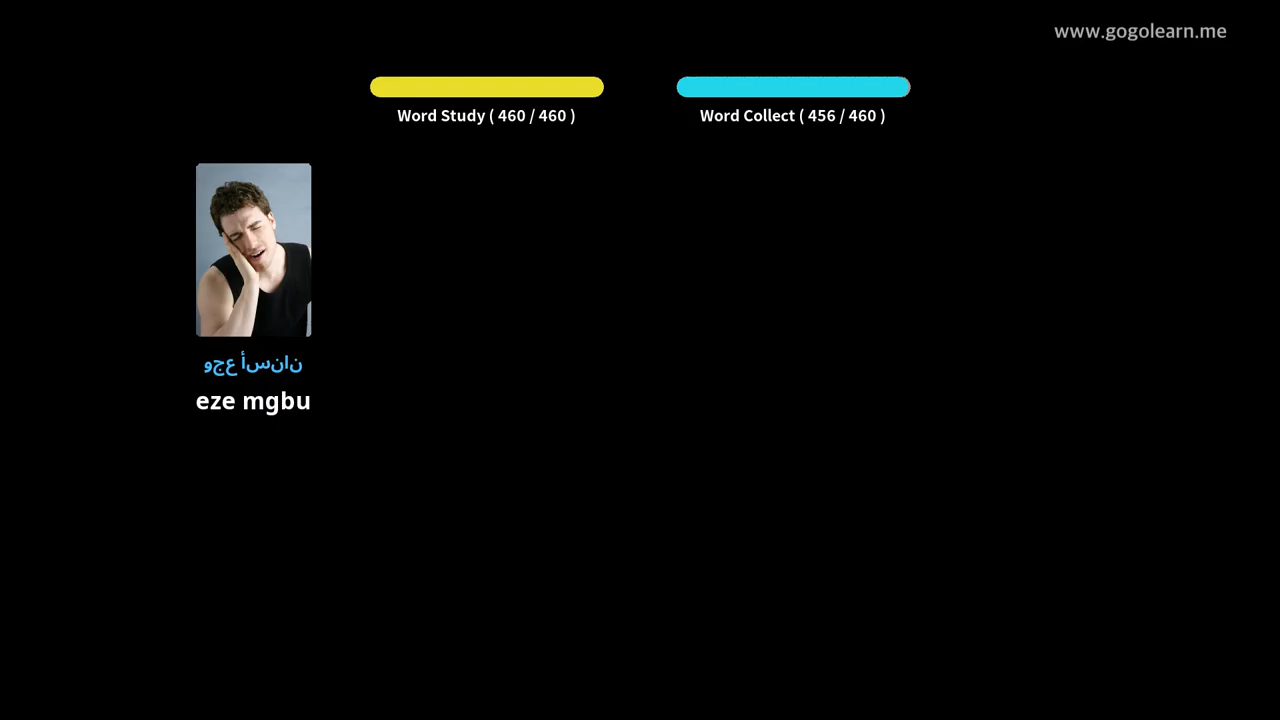 www.gogolearn.me
Word Study ( 460 / 460 )
Word Collect ( 456 / 460 )
وجع أسنان
eze mgbu